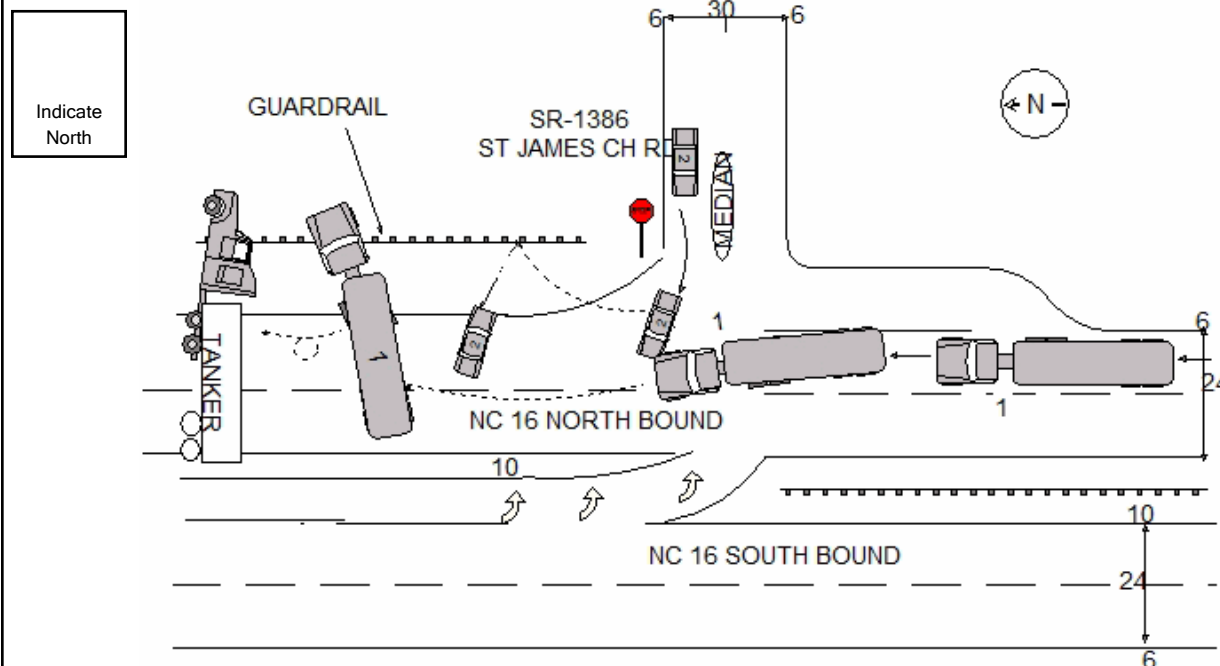 6 30 6
Indicate
North
GUARDRAIL
SR-1386
ST JAMES CH RD
N
2
STOP
MEDIAN
2
1
6
2
1
TANKER
24
1
NC 16 NORTH BOUND
10
10
NC 16 SOUTH BOUND
24
6